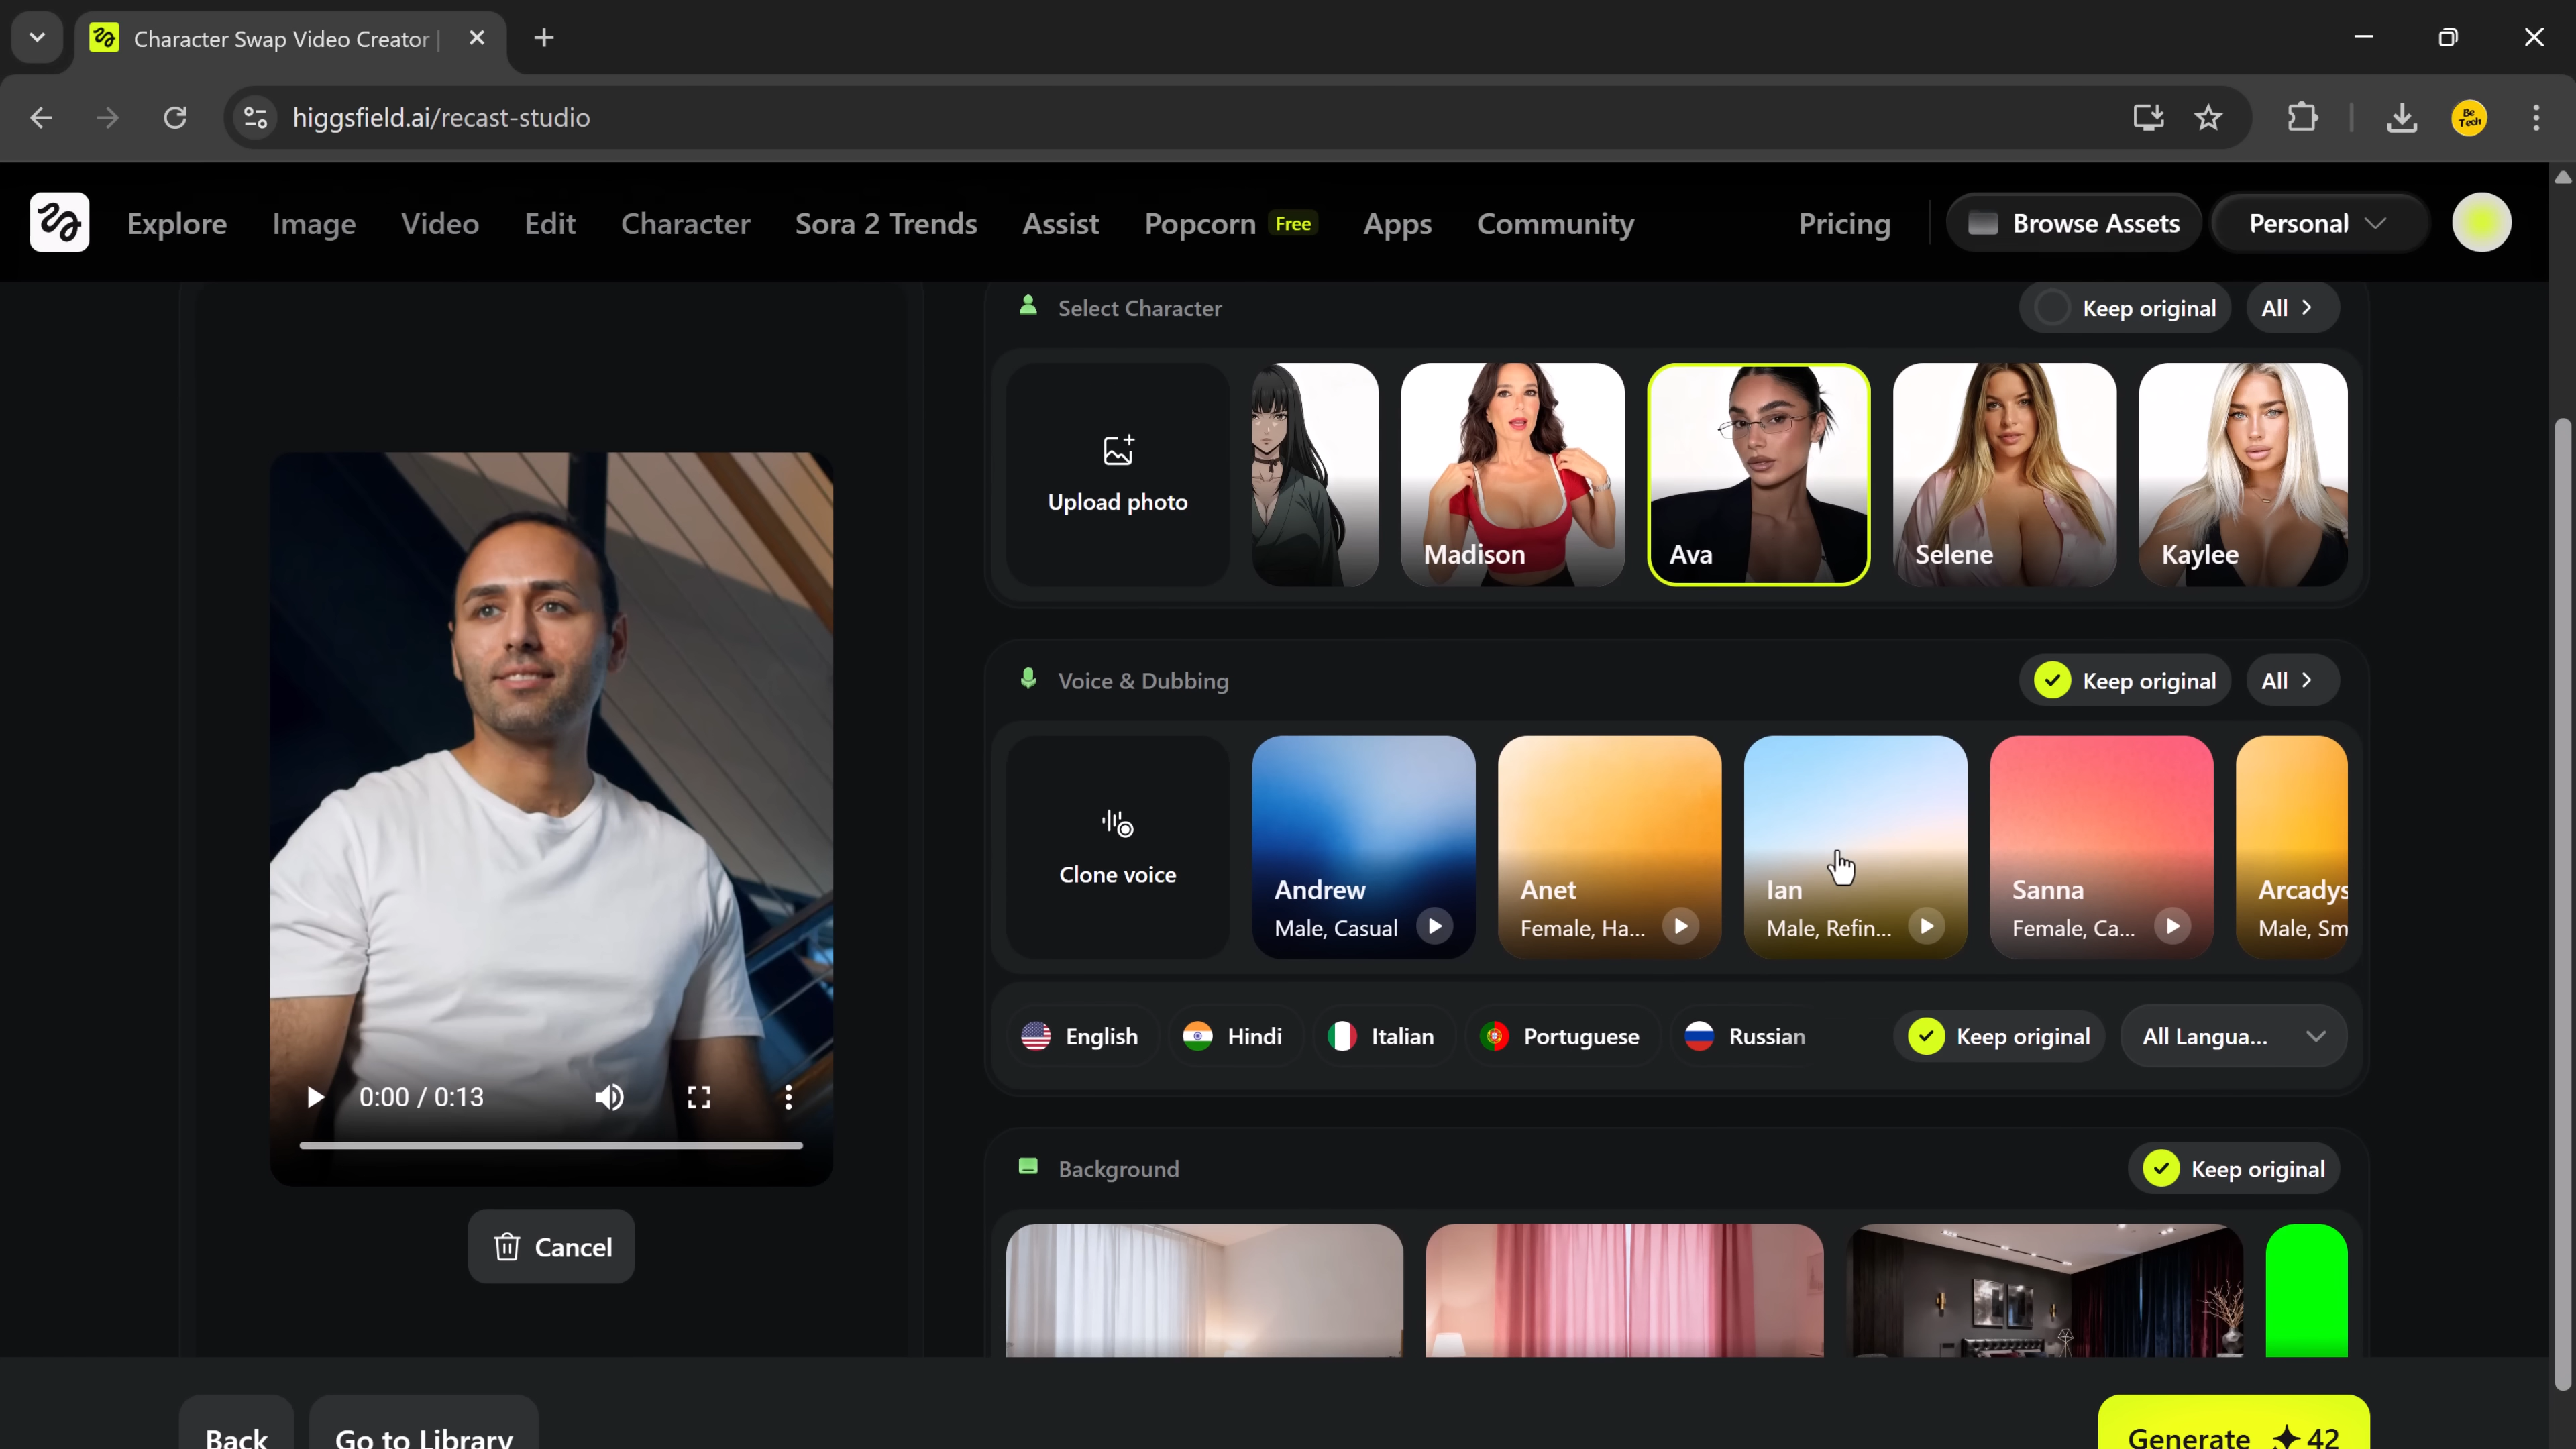 Character Swap Video Creator |
higgsfield.ai/recast-studio
Be
Tech
Explore
Image
Video
Edit
Character
Sora 2 Trends
Assist
Popcorn
Free
Apps
Community
Pricing
Browse Assets
Personal
Select Character
Keep original
All
Upload photo
Madison
Ava
Selene
Kaylee
Voice & Dubbing
Keep original
All
Clone voice
Andrew
Male, Casual
Anet
Female, Ha...
Ian
Male, Refin...
Sanna
Female, Ca...
Arcadys
Male, Sm
English
Hindi
Italian
Portuguese
Russian
Keep original
All Langua...
0:00 / 0:13
Background
Keep original
Cancel
Back
Go to Library
Generate 42